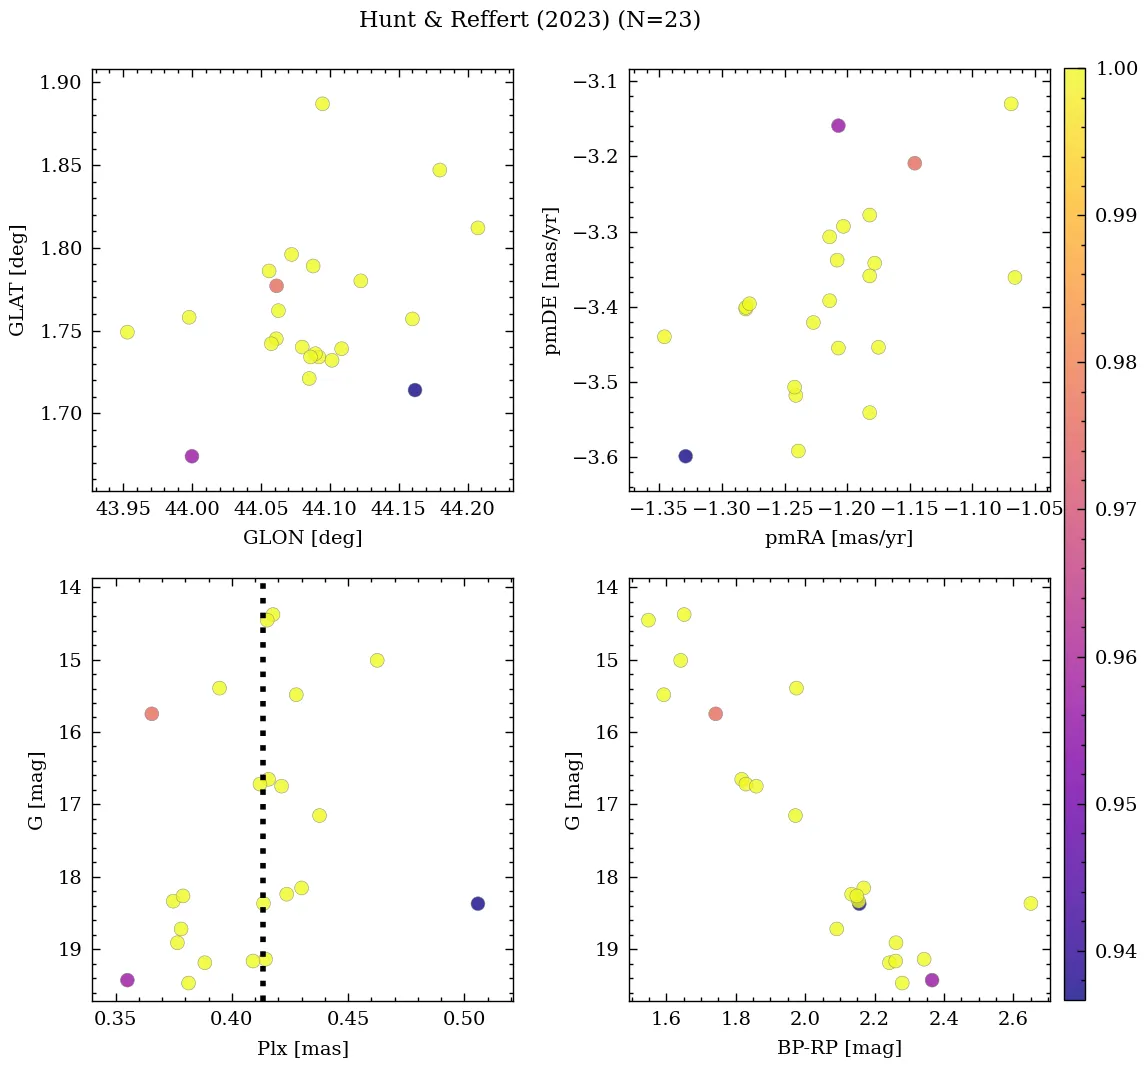 Hunt & Reffert (2023) (N=23)
1.90
1.85
1.80
1.75
1.70
GLAT [deg]
43.95 44.00 44.05 44.10 44.15 44.20
GLON [deg]
−3.1
−3.2
−3.3
−3.4
−3.5
−3.6
pmDE [mas/yr]
−1.35 −1.30 −1.25 −1.20 −1.15 −1.10 −1.05
pmRA [mas/yr]
14
15
16
17
18
19
G [mag]
0.35 0.40 0.45 0.50
Plx [mas]
14
15
16
17
18
19
G [mag]
1.6 1.8 2.0 2.2 2.4 2.6
BP-RP [mag]
1.00
0.99
0.98
0.97
0.96
0.95
0.94